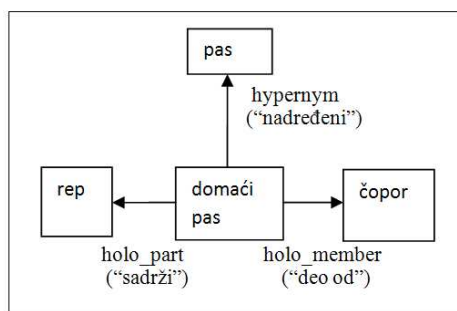 pas
hypernym
(“nadređeni”)
rep
domaći
pas
čopor
holo_part
(“sadrži”)
holo_member
(“deo od”)